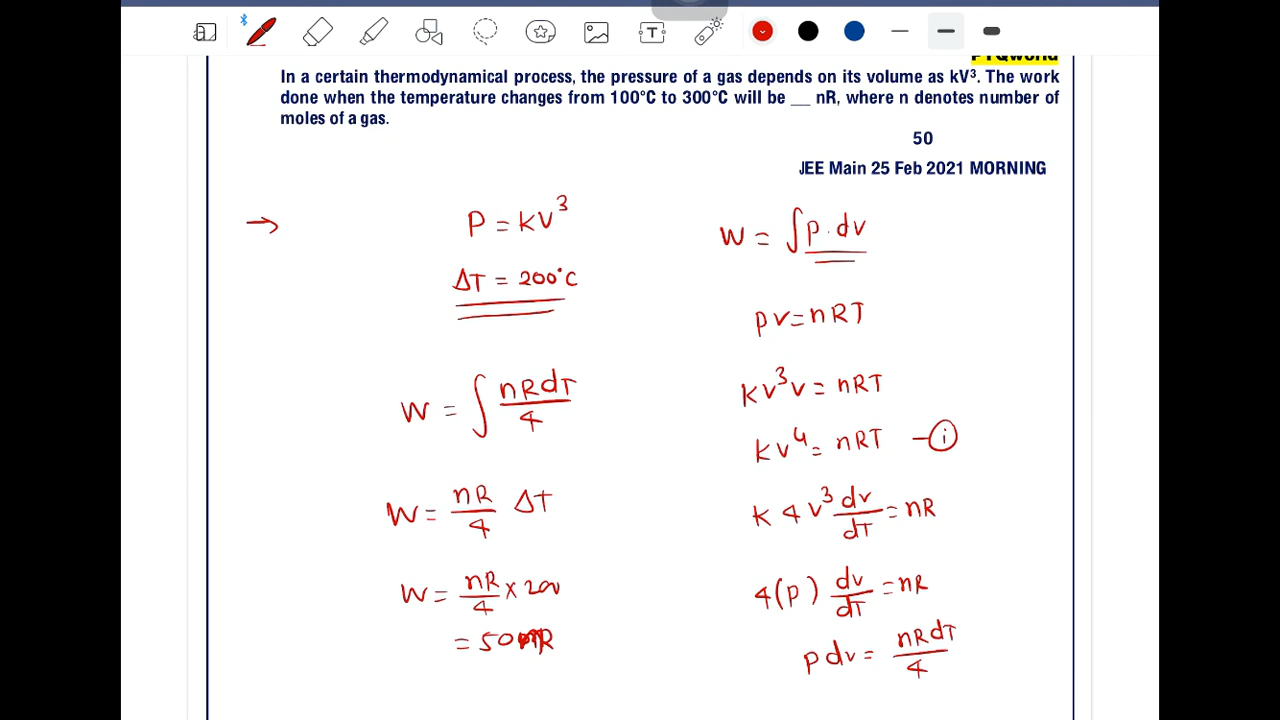 PYQworld
In a certain thermodynamical process, the pressure of a gas depends on its volume as kV³. The work
done when the temperature changes from 100°C to 300°C will be __ nR, where n denotes number of
moles of a gas.
50
JEE Main 25 Feb 2021 MORNING
→ P = kV³
ΔT = 200°C
W = ∫ nRdT/4
W = nR/4 ΔT
W = nR/4 × 200
= 50nR
W = ∫p.dv
pv = nRT
kv³v = nRT
kv⁴ = nRT – (i)
k 4v³ dv/dT = nR
4(p) dv/dT = nR
pdv = nRdT/4